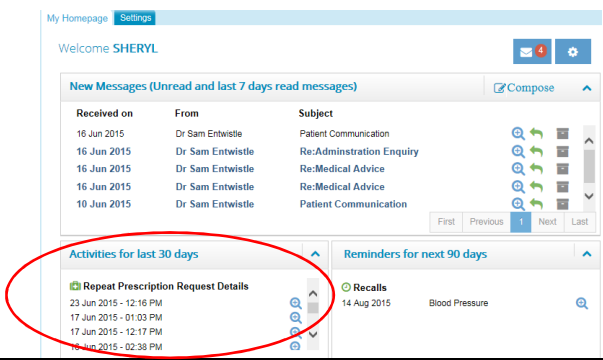 My Homepage Settings
Welcome SHERYL
4
New Messages (Unread and last 7 days read messages) Compose
Received on From Subject
16 Jun 2015 Dr Sam Entwistle Patient Communication
16 Jun 2015 Dr Sam Entwistle Re:Adminstration Enquiry
16 Jun 2015 Dr Sam Entwistle Re:Medical Advice
16 Jun 2015 Dr Sam Entwistle Re:Medical Advice
10 Jun 2015 Dr Sam Entwistle Patient Communication
First Previous 1 Next Last
Activities for last 30 days
Repeat Prescription Request Details
23 Jun 2015 - 12:16 PM
17 Jun 2015 - 01:03 PM
17 Jun 2015 - 12:17 PM
16 Jun 2015 - 02:38 PM
Reminders for next 90 days
Recalls
14 Aug 2015 Blood Pressure